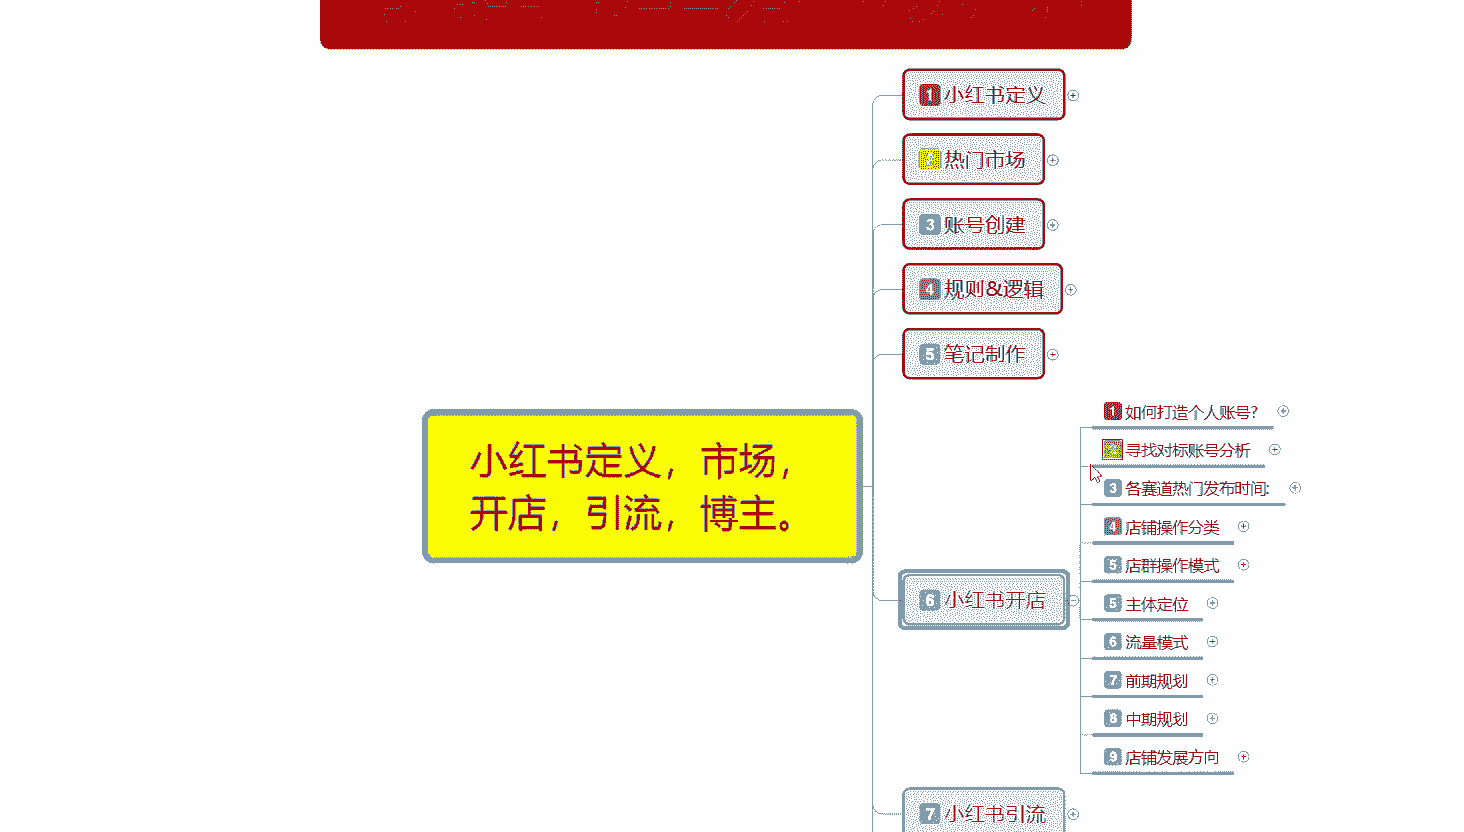 1 小红书定义
2 热门市场
3 账号创建
4 规则&逻辑
5 笔记制作
小红书定义，市场，
开店，引流，博主。
6 小红书开店
1 如何打造个人账号?
寻找对标账号分析
3 各赛道热门发布时间:
4 店铺操作分类
5 店群操作模式
5 主体定位
6 流量模式
7 前期规划
8 中期规划
9 店铺发展方向
7 小红书引流